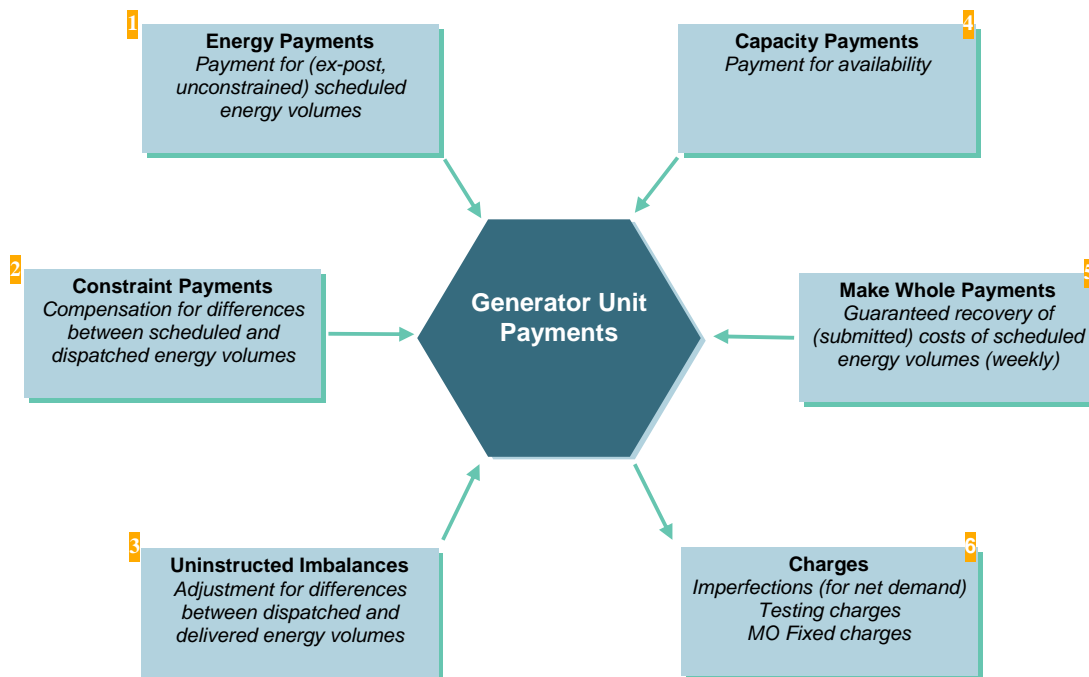 1
Energy Payments
Payment for (ex-post,
unconstrained) scheduled
energy volumes
4
Capacity Payments
Payment for availability
2
Constraint Payments
Compensation for differences
between scheduled and
dispatched energy volumes
Generator Unit
Payments
5
Make Whole Payments
Guaranteed recovery of
(submitted) costs of scheduled
energy volumes (weekly)
3
Uninstructed Imbalances
Adjustment for differences
between dispatched and
delivered energy volumes
6
Charges
Imperfections (for net demand)
Testing charges
MO Fixed charges